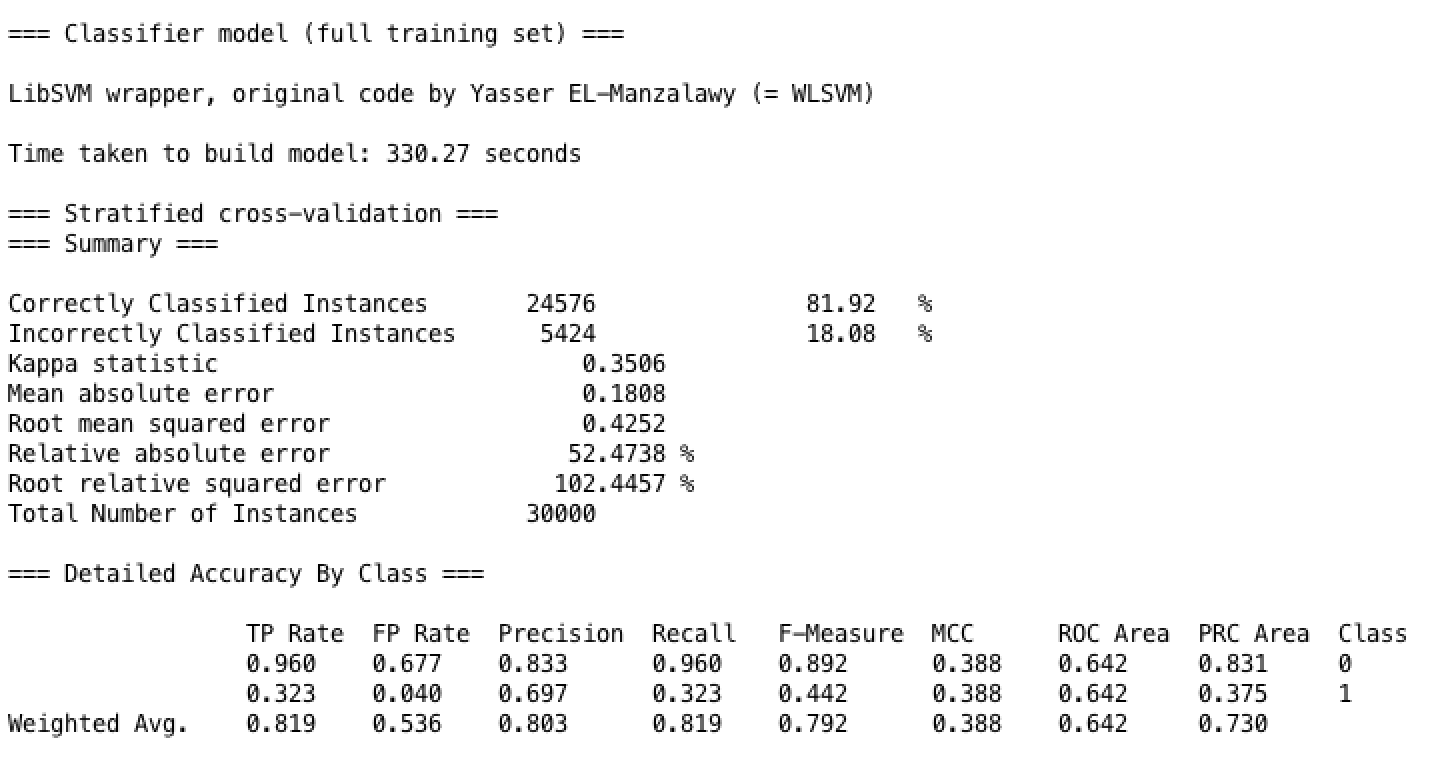 === Classifier model (full training set) ===
LibSVM wrapper, original code by Yasser EL-Manzalawy (= WLSVM)
Time taken to build model: 330.27 seconds
=== Stratified cross-validation ===
=== Summary ===
Correctly Classified Instances 24576 81.92 %
Incorrectly Classified Instances 5424 18.08 %
Kappa statistic 0.3506
Mean absolute error 0.1808
Root mean squared error 0.4252
Relative absolute error 52.4738 %
Root relative squared error 102.4457 %
Total Number of Instances 30000
=== Detailed Accuracy By Class ===
TP Rate FP Rate Precision Recall F-Measure MCC ROC Area PRC Area Class
0.960 0.677 0.833 0.960 0.892 0.388 0.642 0.831 0
0.323 0.040 0.697 0.323 0.442 0.388 0.642 0.375 1
Weighted Avg. 0.819 0.536 0.803 0.819 0.792 0.388 0.642 0.730